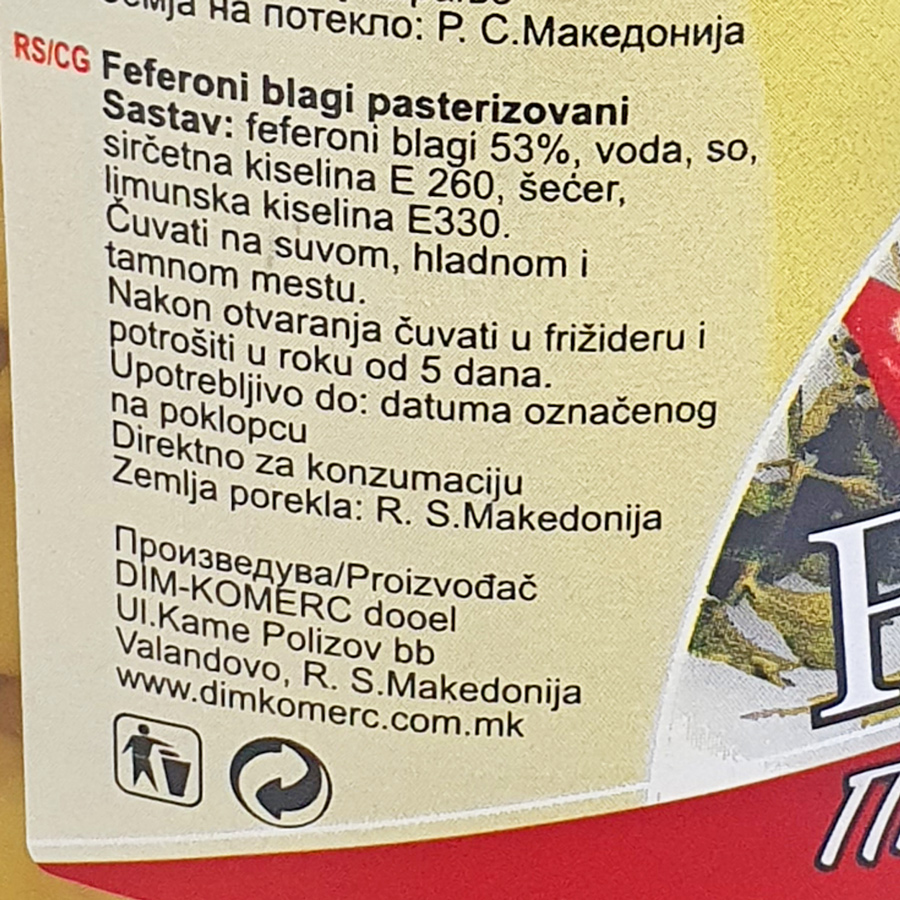 на потекло: Р. С.Македонија
RS/CG Feferoni blagi pasterizovani
Sastav: feferoni blagi 53%, voda, so,
sirćetna kiselina E 260, šećer,
limunska kiselina E330.
Čuvati na suvom, hladnom i
tamnom mestu.
Nakon otvaranja čuvati u frižideru i
potrošiti u roku od 5 dana.
Upotrebljivo do: datuma označenog
na poklopcu
Direktno za konzumaciju
Zemlja porekla: R. S.Makedonija
Произведува/Proizvođač
DIM-KOMERC dooel
Ul.Kame Polizov bb
Valandovo, R. S.Makedonija
www.dimkomerc.com.mk